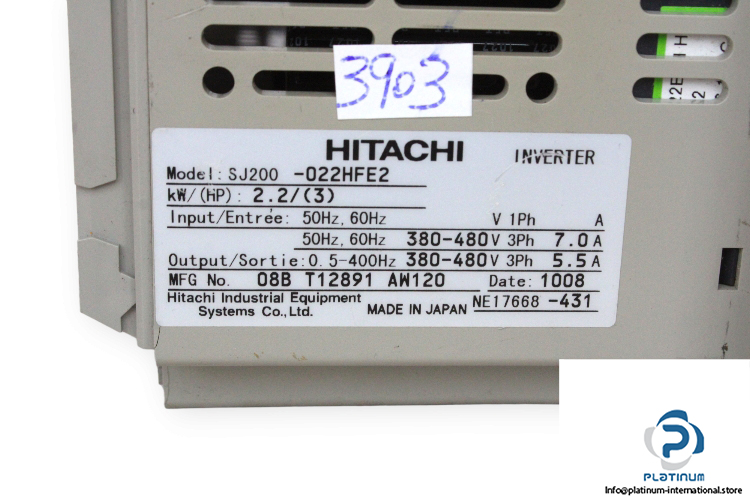 3903
HITACHI INVERTER
Model: SJ200 -022HFE2
kW/(HP): 2.2/(3)
Input/Entrée: 50Hz, 60Hz V 1Ph A
50Hz, 60Hz 380-480V 3Ph 7.0 A
Output/Sortie: 0.5-400Hz 380-480V 3Ph 5.5 A
MFG No. 08B T12891 AW120 Date: 1008
Hitachi Industrial Equipment
Systems Co., Ltd. MADE IN JAPAN NE17668 -431
PLATINUM
Info@platinum-international.store